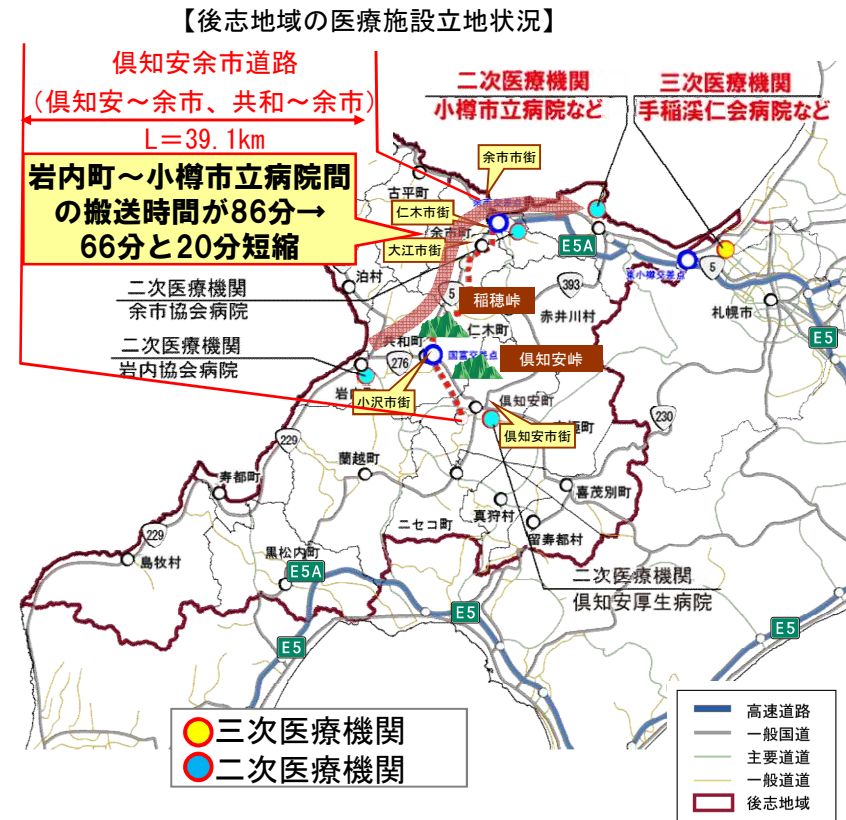 【後志地域の医療施設立地状況】
倶知安余市道路
（倶知安～余市、共和～余市）
L＝39.1km
二次医療機関
小樽市立病院など
三次医療機関
手稲渓仁会病院など
岩内町～小樽市立病院間
の搬送時間が86分→
66分と20分短縮
余市市街
古平町
仁木市街
余市町
大江市街
E5A
5
393
東小樽交差点
5
泊村
札幌市
二次医療機関
余市協会病院
稲穂峠
赤井川村
仁木町
E5
共和町
276
国富交差点
倶知安峠
二次医療機関
岩内協会病院
小沢市街
倶知安町
倶知安市街
230
229
蘭越町
寿都町
喜茂別町
真狩村
ニセコ町
留寿都村
229
島牧村
黒松内町
E5A
二次医療機関
倶知安厚生病院
E5
E5
E5
三次医療機関
二次医療機関
高速道路
一般国道
主要道道
一般道道
後志地域